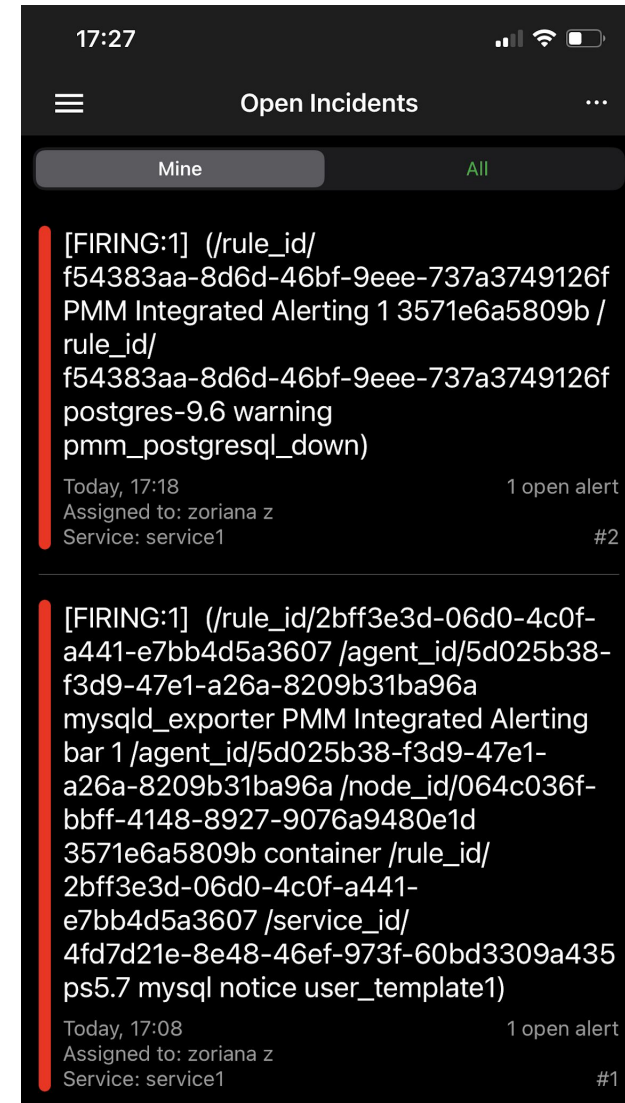 17:27
Open Incidents
Mine All
[FIRING:1] (/rule_id/
f54383aa-8d6d-46bf-9eee-737a3749126f
PMM Integrated Alerting 1 3571e6a5809b /
rule_id/
f54383aa-8d6d-46bf-9eee-737a3749126f
postgres-9.6 warning
pmm_postgresql_down)
Today, 17:18 1 open alert
Assigned to: zoriana z
Service: service1 #2
[FIRING:1] (/rule_id/2bff3e3d-06d0-4c0f-
a441-e7bb4d5a3607 /agent_id/5d025b38-
f3d9-47e1-a26a-8209b31ba96a
mysqld_exporter PMM Integrated Alerting
bar 1 /agent_id/5d025b38-f3d9-47e1-
a26a-8209b31ba96a /node_id/064c036f-
bbff-4148-8927-9076a9480e1d
3571e6a5809b container /rule_id/
2bff3e3d-06d0-4c0f-a441-
e7bb4d5a3607 /service_id/
4fd7d21e-8e48-46ef-973f-60bd3309a435
ps5.7 mysql notice user_template1)
Today, 17:08 1 open alert
Assigned to: zoriana z
Service: service1 #1